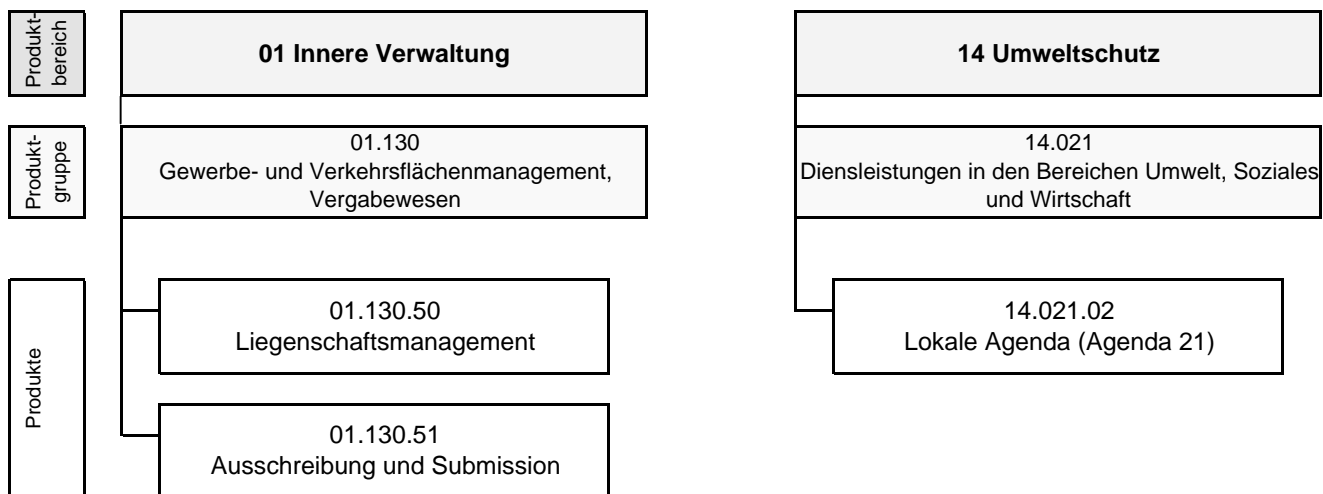 Produkt-
bereich
01 Innere Verwaltung
14 Umweltschutz
Produkt-
gruppe
01.130
Gewerbe- und Verkehrsflächenmanagement,
Vergabewesen
14.021
Diensleistungen in den Bereichen Umwelt, Soziales
und Wirtschaft
Produkte
01.130.50
Liegenschaftsmanagement
14.021.02
Lokale Agenda (Agenda 21)
01.130.51
Ausschreibung und Submission